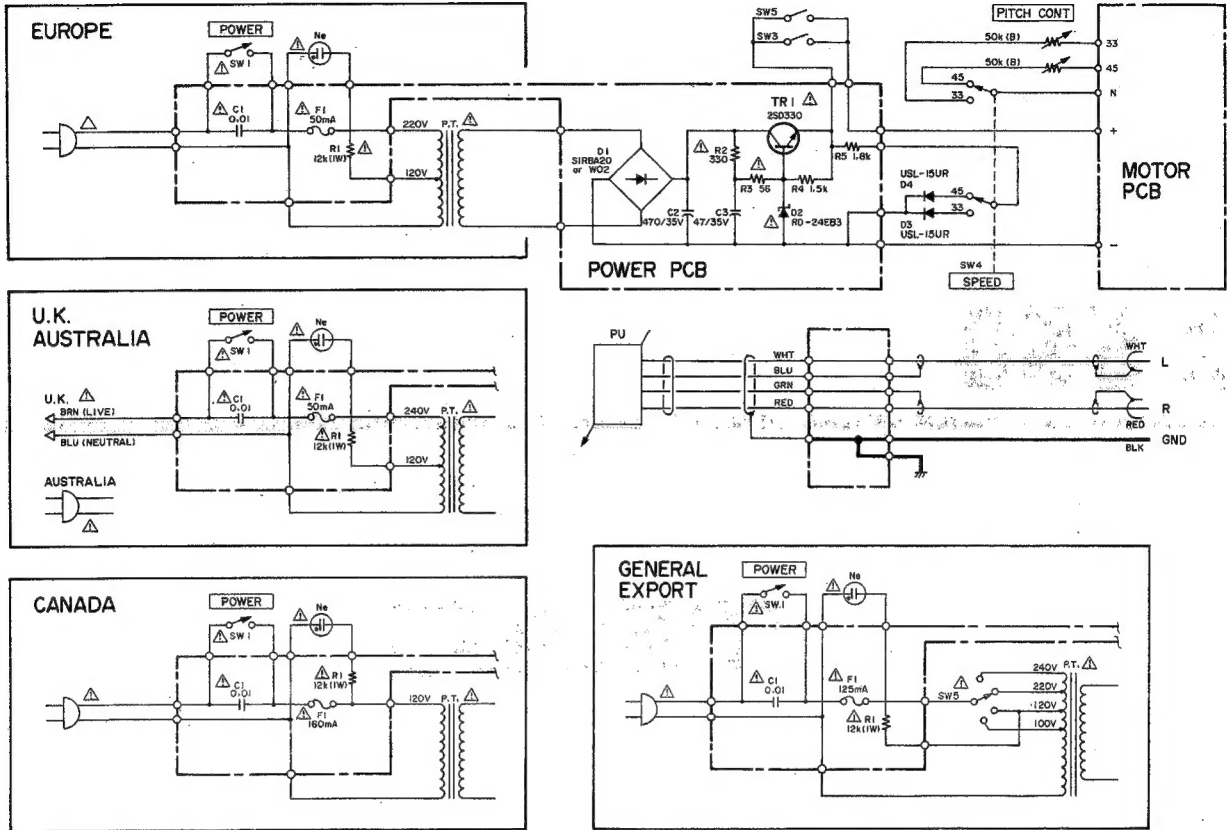 EUROPE
POWER
SW1
Ne
C1
0.01
F1
50mA
R1
12k(1W)
220V
120V
P.T.
SW5
SW3
TR1
2SD330
D1
SIRBA20
or W02
R2
330
R3 56
R4 1.5k
R5 1.8k
C2
470/35V
C3
47/35V
D2
RD-24EB3
POWER PCB
PITCH CONT
50k(B)
50k(B)
45
33
33
45
N
+
-
MOTOR
PCB
USL-15UR
D4
45
33
D3
USL-15UR
SW4
SPEED
U.K.
AUSTRALIA
POWER
SW1
Ne
U.K.
BRN (LIVE)
BLU (NEUTRAL)
C1
0.01
F1
50mA
R1
12k(1W)
240V
120V
P.T.
AUSTRALIA
PU
WHT
BLU
GRN
RED
WHT
L
R
RED
BLK
GND
CANADA
POWER
SW1
Ne
C1
0.01
R1
12k(1W)
F1
160mA
120V
P.T.
GENERAL
EXPORT
POWER
SW.1
Ne
C1
0.01
F1
125mA
R1
12k(1W)
SW5
240V
220V
120V
100V
P.T.